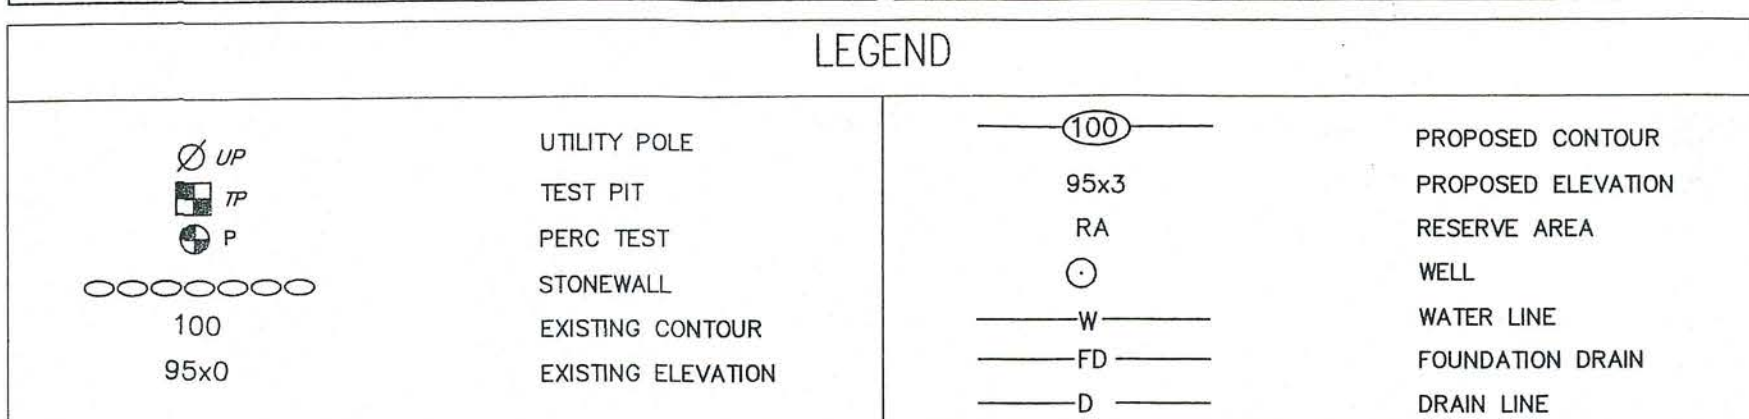 LEGEND
UP UTILITY POLE
TP TEST PIT
P PERC TEST
STONEWALL
100 EXISTING CONTOUR
95x0 EXISTING ELEVATION
100 PROPOSED CONTOUR
95x3 PROPOSED ELEVATION
RA RESERVE AREA
WELL
W WATER LINE
FD FOUNDATION DRAIN
D DRAIN LINE